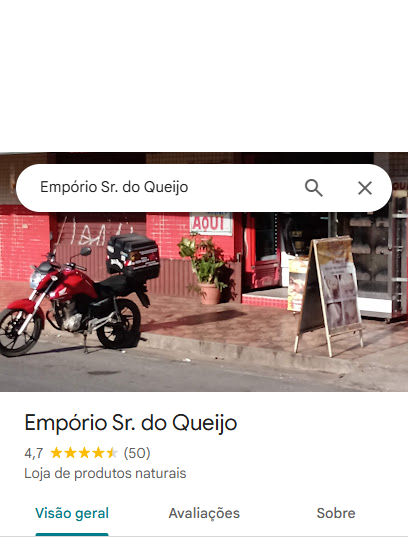 Empório Sr. do Queijo
AQUI
Empório Sr. do Queijo
4,7 (50)
Loja de produtos naturais
Visão geral
Avaliações
Sobre